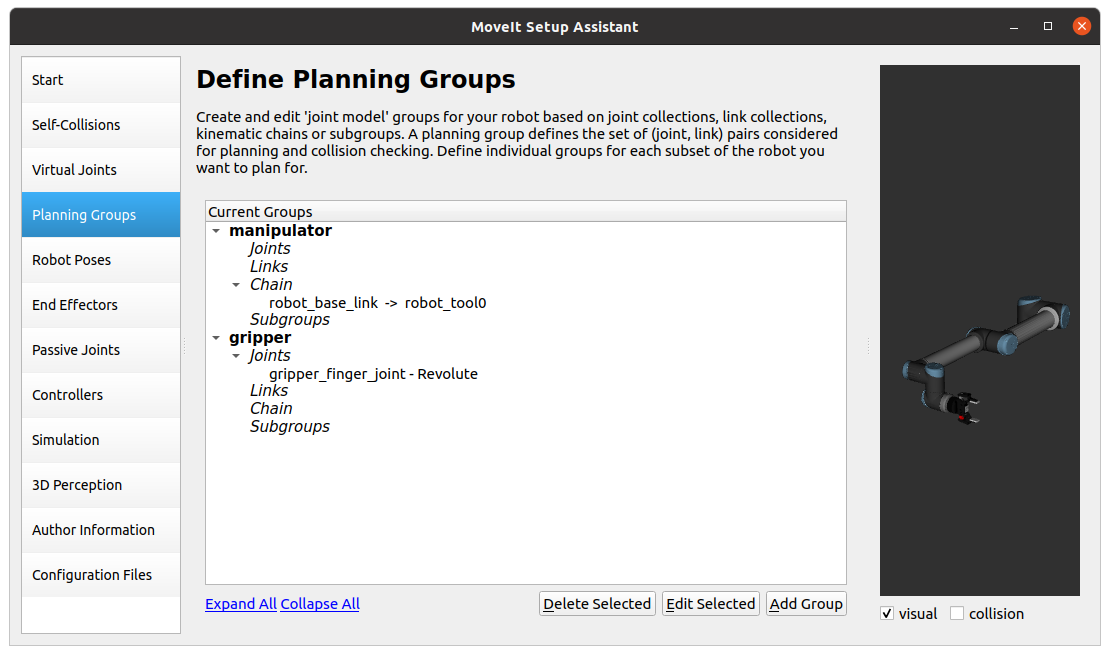 MoveIt Setup Assistant
Start
Self-Collisions
Virtual Joints
Planning Groups
Robot Poses
End Effectors
Passive Joints
Controllers
Simulation
3D Perception
Author Information
Configuration Files
Define Planning Groups
Create and edit 'joint model' groups for your robot based on joint collections, link collections,
kinematic chains or subgroups. A planning group defines the set of (joint, link) pairs considered
for planning and collision checking. Define individual groups for each subset of the robot you
want to plan for.
Current Groups
manipulator
Joints
Links
Chain
robot_base_link -> robot_tool0
Subgroups
gripper
Joints
gripper_finger_joint - Revolute
Links
Chain
Subgroups
Expand All Collapse All
Delete Selected
Edit Selected
Add Group
visual
collision